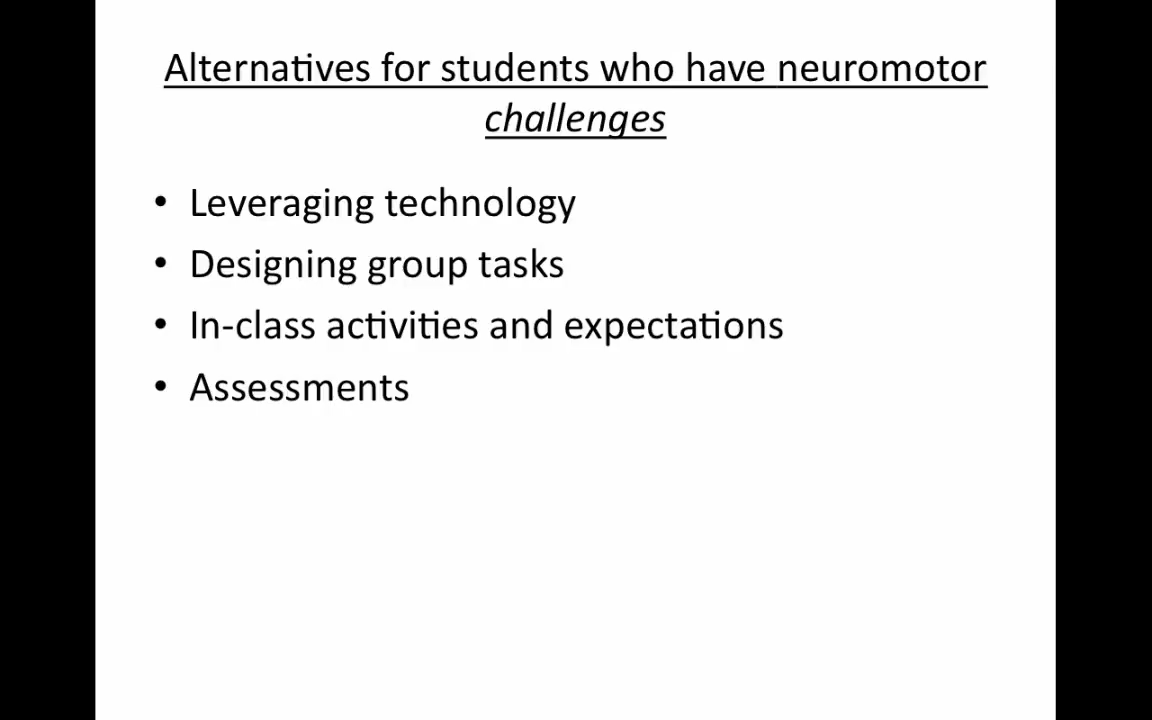 Alternatives for students who have neuromotor
challenges
• Leveraging technology
• Designing group tasks
• In-class activities and expectations
• Assessments